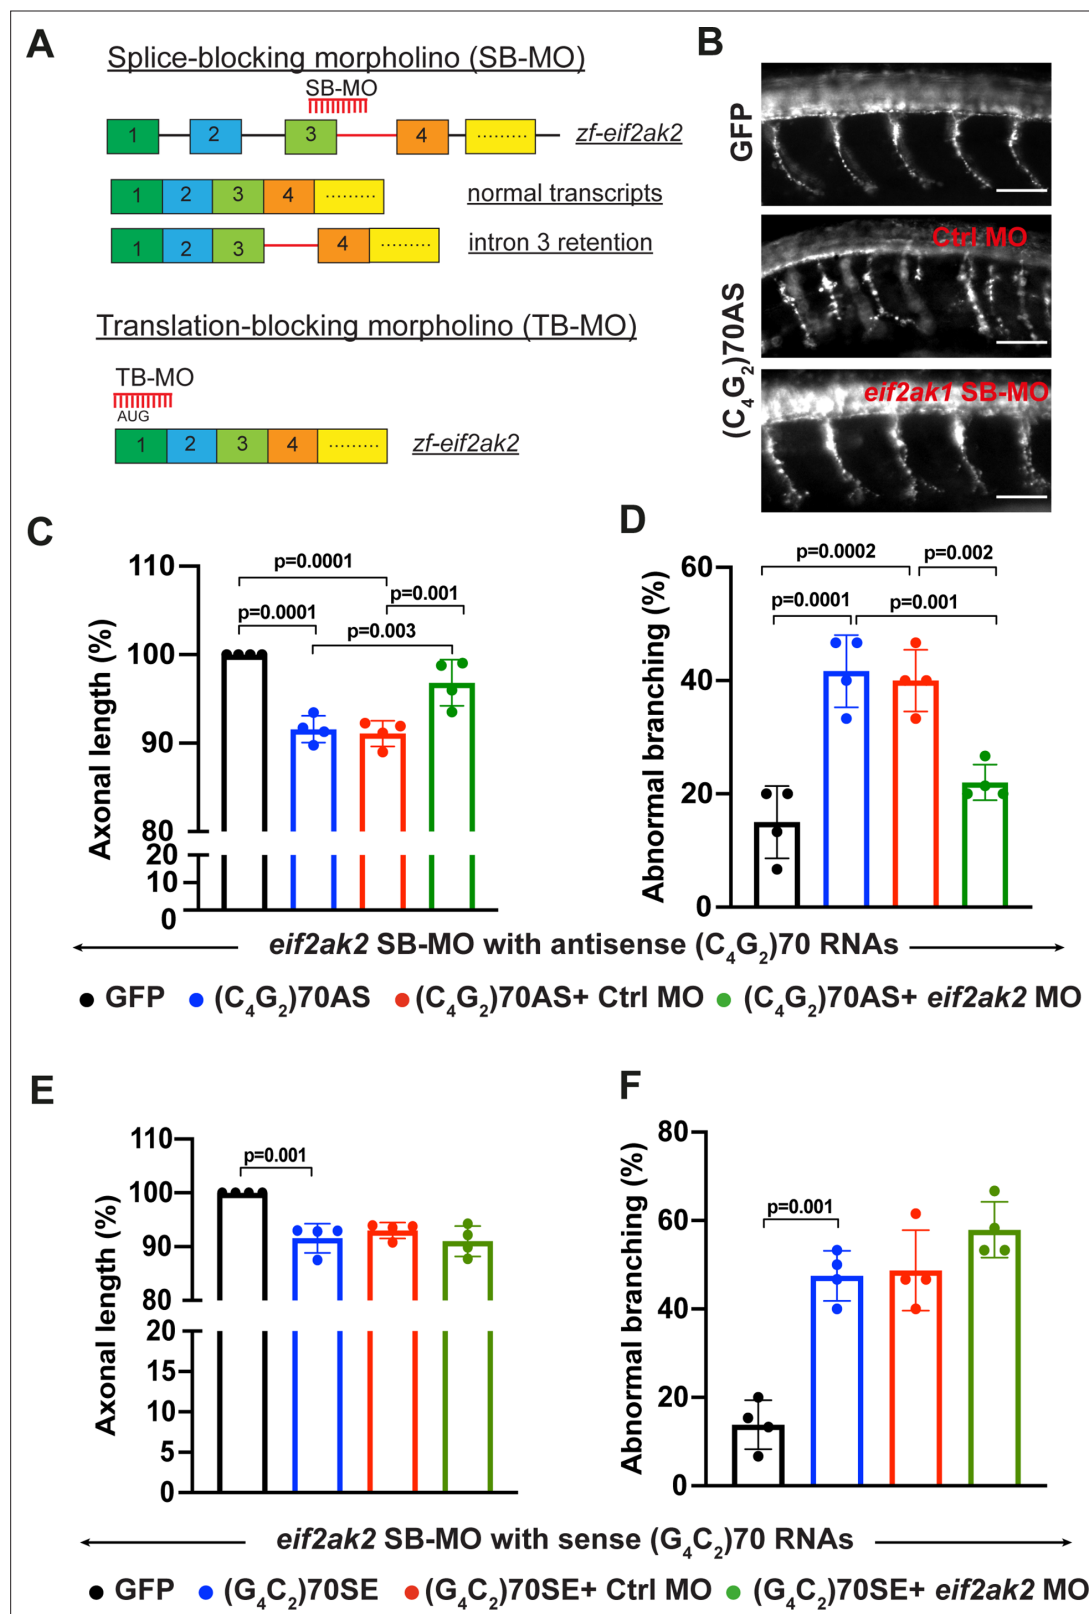 A
Splice-blocking morpholino (SB-MO)
SB-MO
1 2 3 4 ......... zf-eif2ak2
1 2 3 4 ......... normal transcripts
1 2 3 4 ......... intron 3 retention
Translation-blocking morpholino (TB-MO)
TB-MO
AUG
1 2 3 4 ......... zf-eif2ak2
B
GFP
(C₄G₂)70AS
Ctrl MO
eif2ak1 SB-MO
C
Axonal length (%)
110
100
90
80
20
10
0
p=0.0001
p=0.0001
p=0.001
p=0.003
D
Abnormal branching (%)
60
40
20
0
p=0.0002
p=0.002
p=0.0001
p=0.001
eif2ak2 SB-MO with antisense (C₄G₂)70 RNAs
GFP (C₄G₂)70AS (C₄G₂)70AS+ Ctrl MO (C₄G₂)70AS+ eif2ak2 MO
E
Axonal length (%)
110
100
90
80
20
15
10
5
0
p=0.001
F
Abnormal branching (%)
80
60
40
20
0
p=0.001
eif2ak2 SB-MO with sense (G₄C₂)70 RNAs
GFP (G₄C₂)70SE (G₄C₂)70SE+ Ctrl MO (G₄C₂)70SE+ eif2ak2 MO